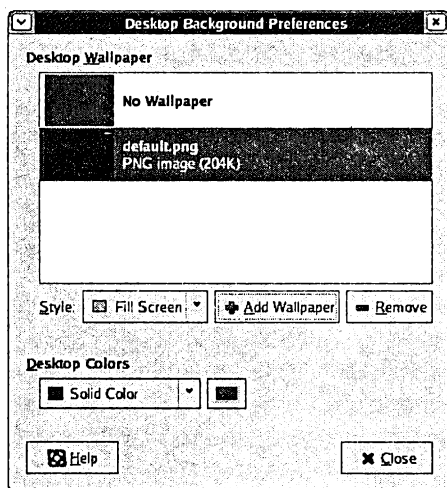 Desktop Background Preferences
Desktop Wallpaper
No Wallpaper
default.png
PNG image (204K)
Style: Fill Screen Add Wallpaper Remove
Desktop Colors
Solid Color
Help Close